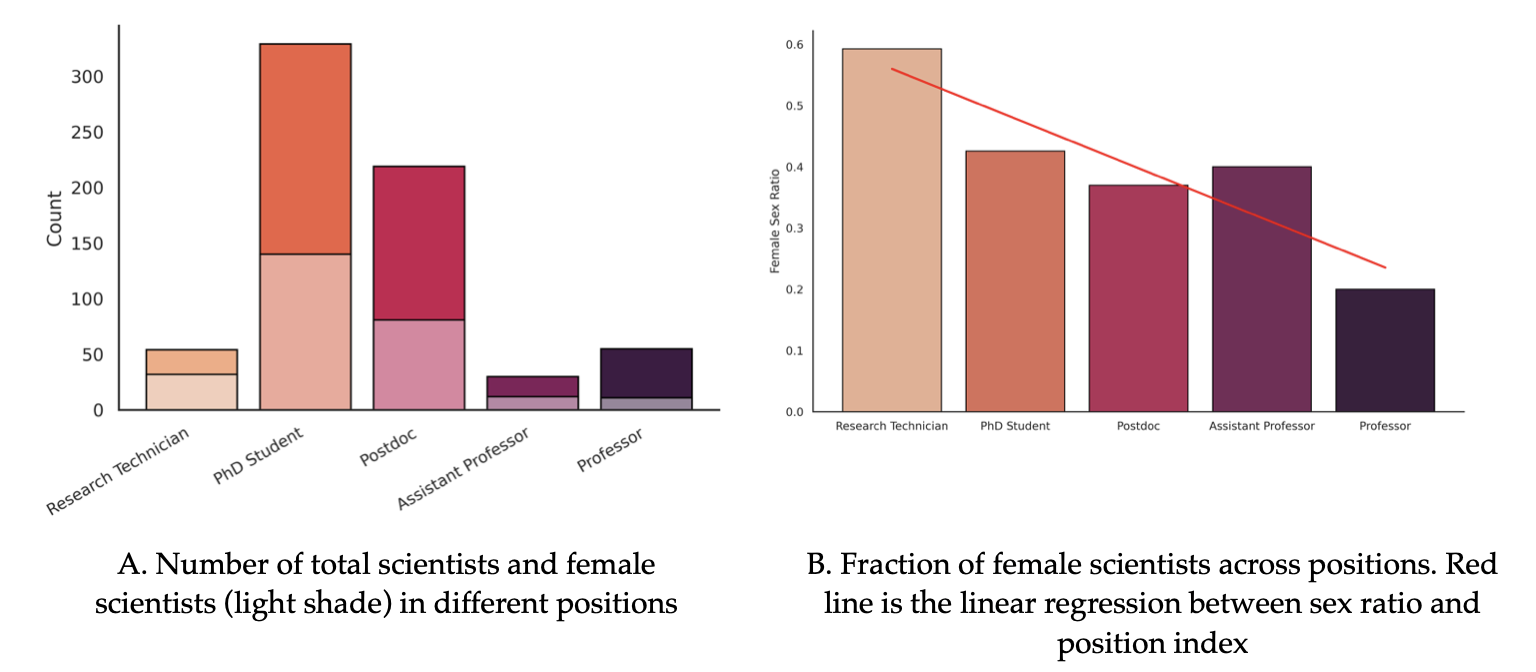 300
250
200
150
100
50
0
Count
Research Technician
PhD Student
Postdoc
Assistant Professor
Professor
A. Number of total scientists and female
scientists (light shade) in different positions
0.6
0.5
0.4
0.3
0.2
0.1
0.0
Female Sex Ratio
Research Technician
PhD Student
Postdoc
Assistant Professor
Professor
B. Fraction of female scientists across positions. Red
line is the linear regression between sex ratio and
position index